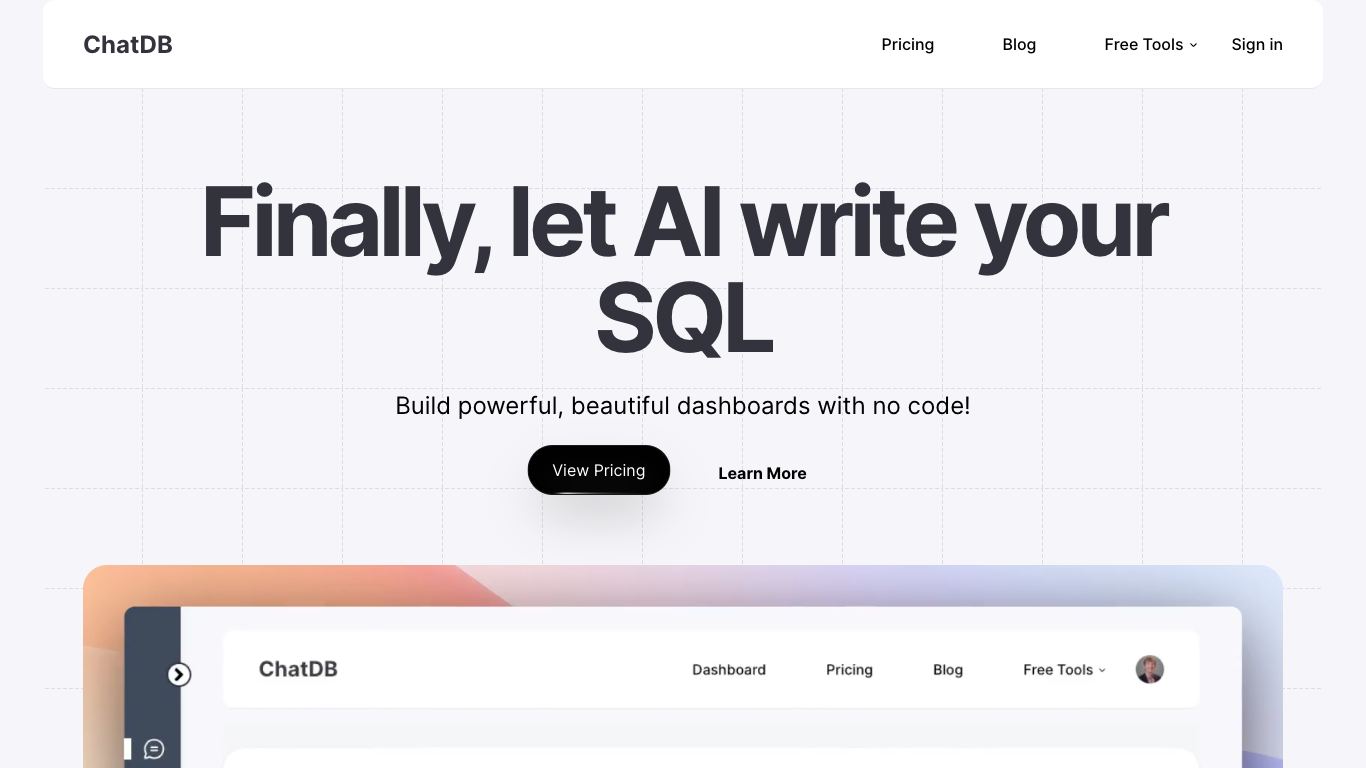 ChatDB
Pricing
Blog
Free Tools
Sign in
Finally, let AI write your
SQL
Build powerful, beautiful dashboards with no code!
View Pricing
Learn More
ChatDB
Dashboard
Pricing
Blog
Free Tools